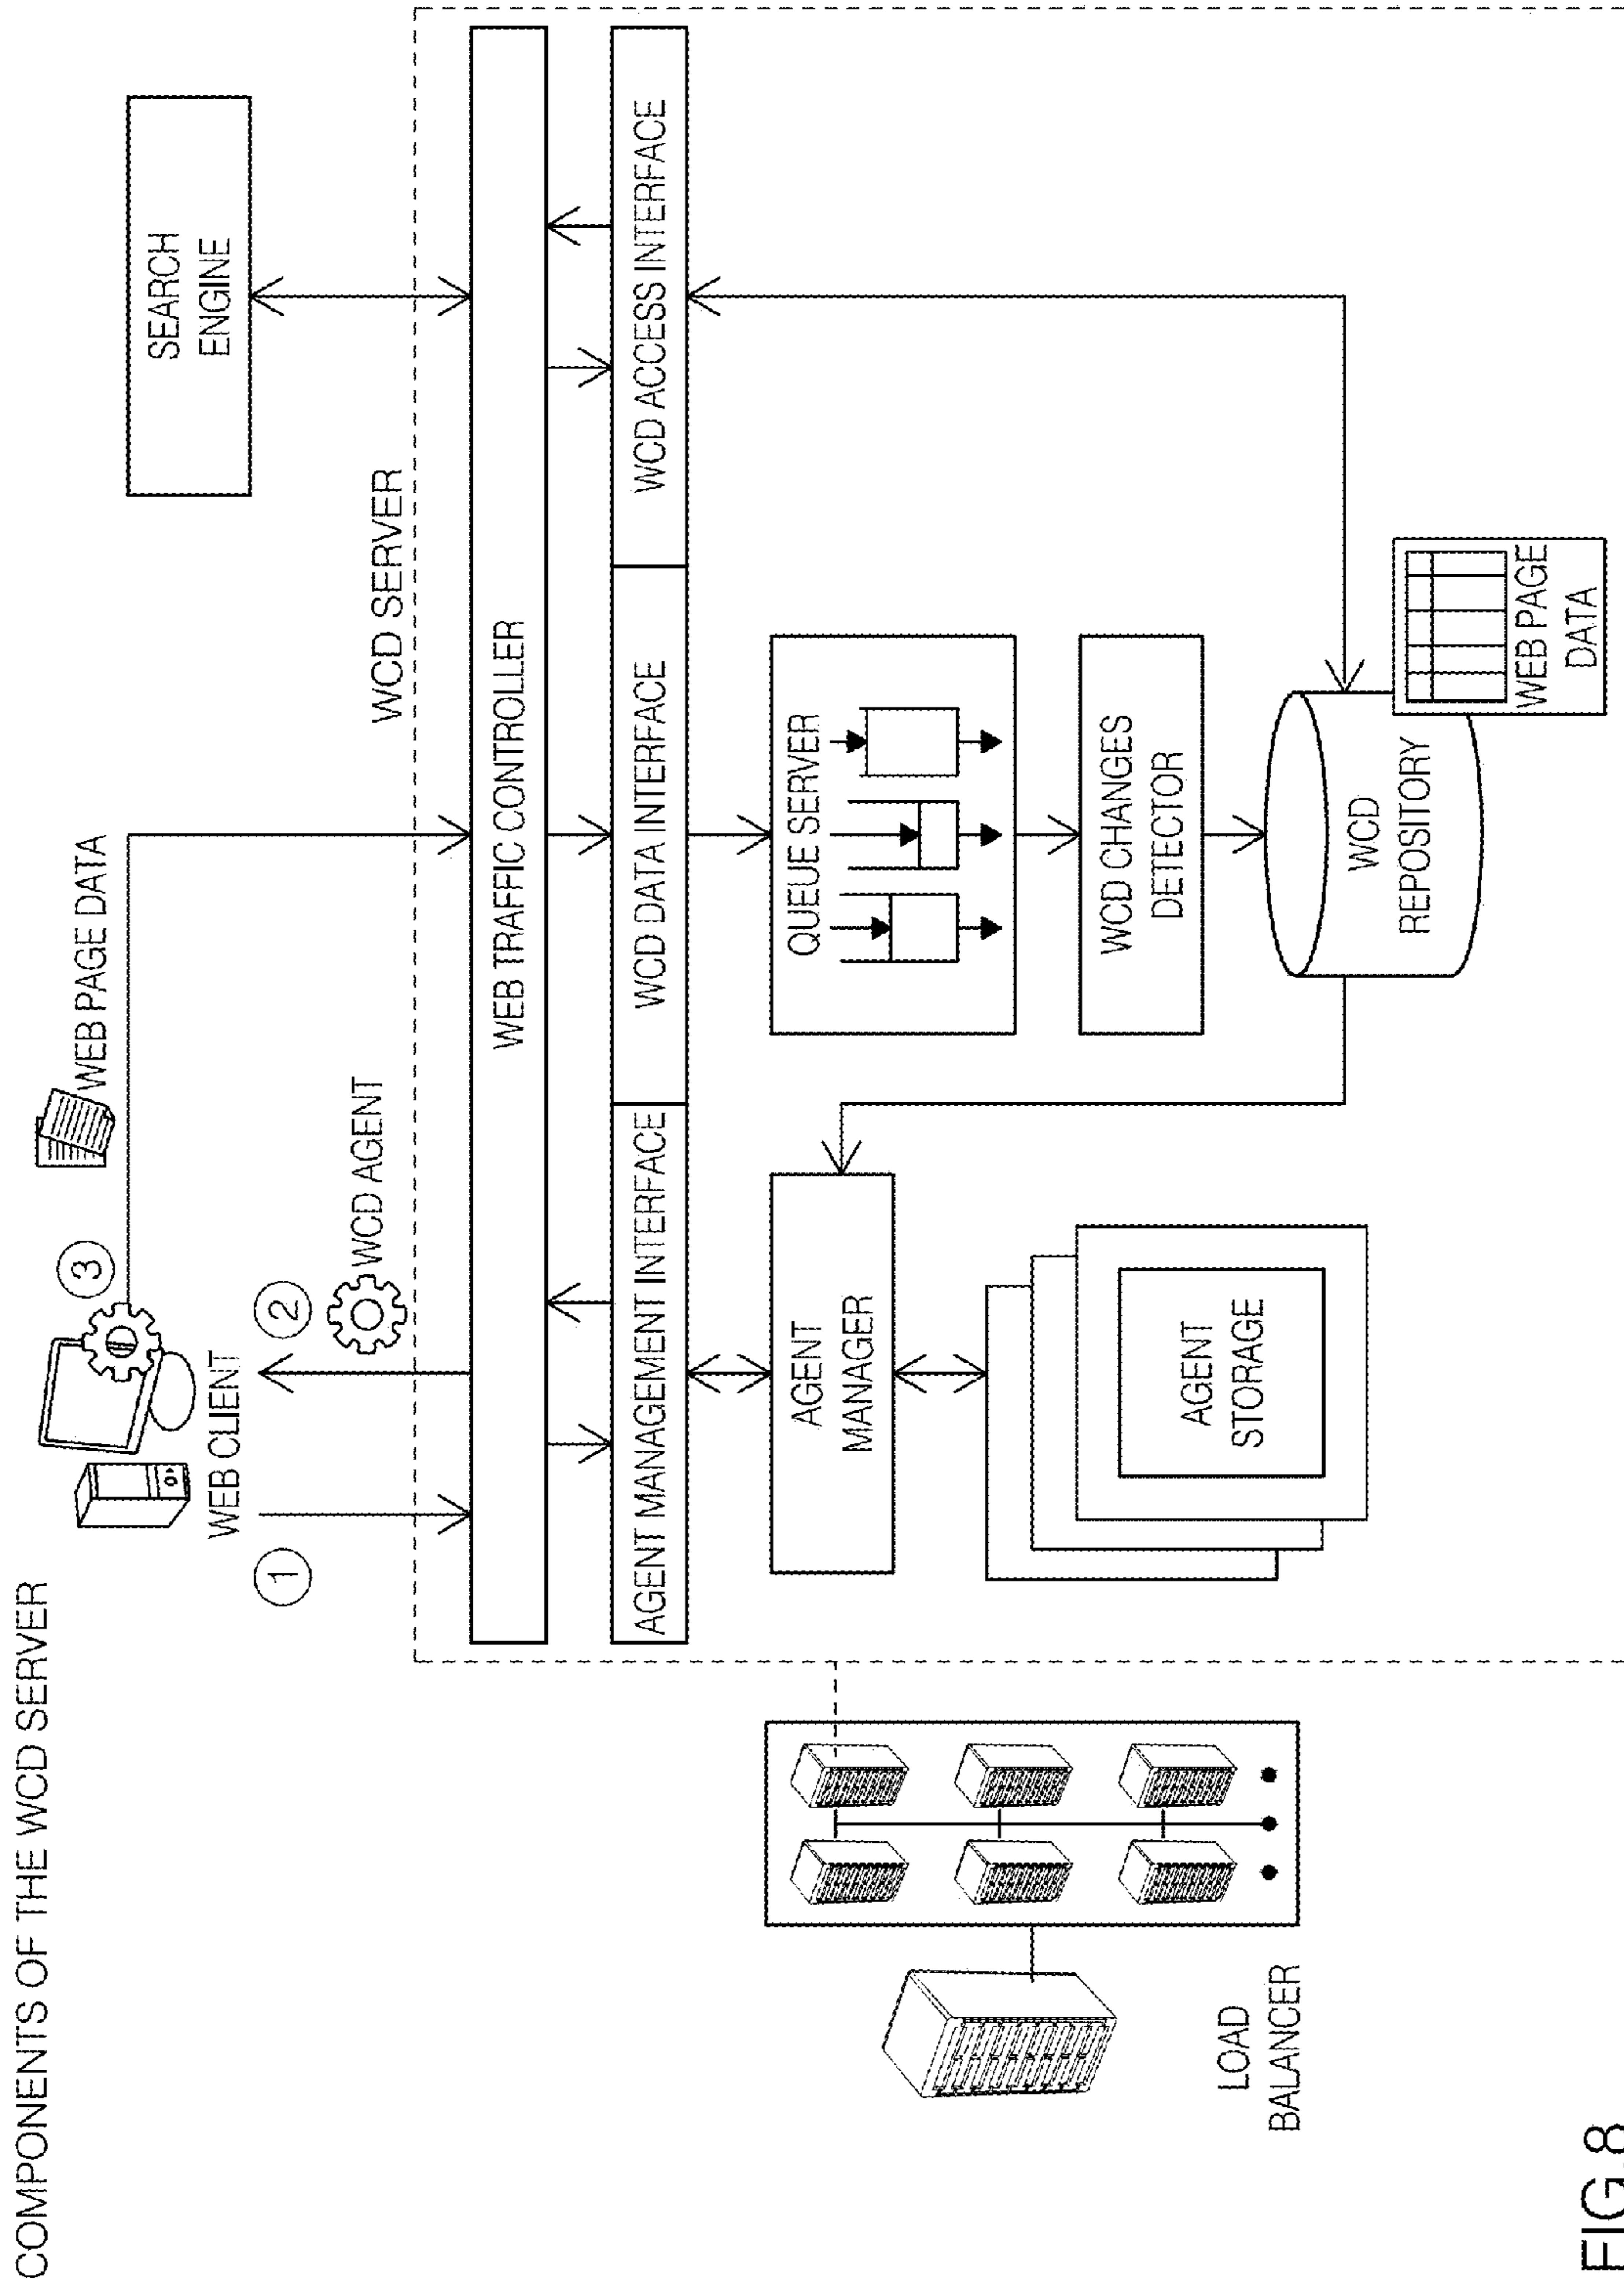 COMPONENTS OF THE WCD SERVER
WEB PAGE DATA
3
WEB CLIENT
1
2
WCD AGENT
SEARCH
ENGINE
WCD SERVER
WEB TRAFFIC CONTROLLER
AGENT MANAGEMENT INTERFACE
WCD DATA INTERFACE
WCD ACCESS INTERFACE
AGENT
MANAGER
QUEUE SERVER
AGENT
STORAGE
WCD CHANGES
DETECTOR
WCD
REPOSITORY
WEB PAGE
DATA
LOAD
BALANCER
FIG.8